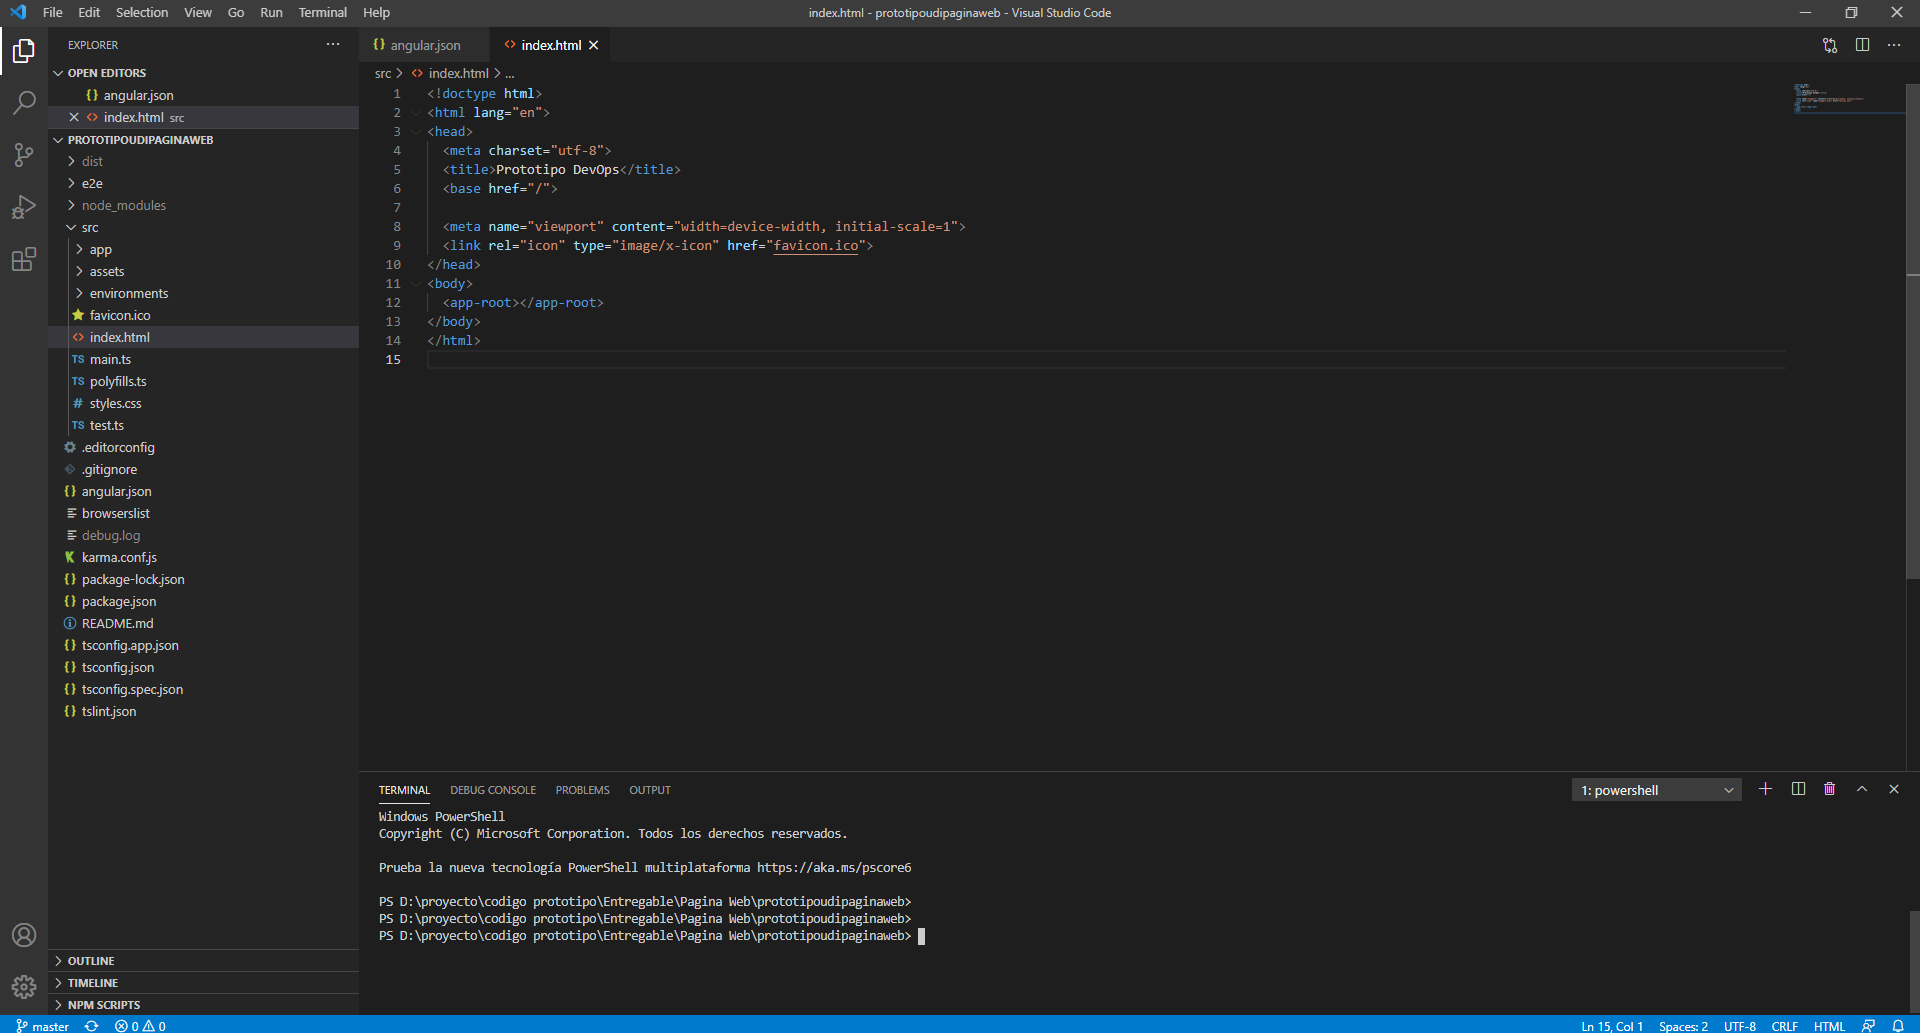 File Edit Selection View Go Run Terminal Help
index.html - prototipoudipaginaweb - Visual Studio Code
EXPLORER
OPEN EDITORS
angular.json
index.html src
PROTOTIPOUDIPAGINAWEB
dist
e2e
node_modules
src
app
assets
environments
favicon.ico
index.html
TS main.ts
TS polyfills.ts
# styles.css
TS test.ts
.editorconfig
.gitignore
{} angular.json
browserslist
debug.log
karma.conf.js
{} package-lock.json
{} package.json
README.md
{} tsconfig.app.json
{} tsconfig.json
{} tsconfig.spec.json
{} tslint.json
OUTLINE
TIMELINE
NPM SCRIPTS
{} angular.json
<> index.html
src > <> index.html > ...
1 <!doctype html>
2 <html lang="en">
3 <head>
4 <meta charset="utf-8">
5 <title>Prototipo DevOps</title>
6 <base href="/">
7
8 <meta name="viewport" content="width=device-width, initial-scale=1">
9 <link rel="icon" type="image/x-icon" href="favicon.ico">
10 </head>
11 <body>
12 <app-root></app-root>
13 </body>
14 </html>
15
TERMINAL DEBUG CONSOLE PROBLEMS OUTPUT
1: powershell
Windows PowerShell
Copyright (C) Microsoft Corporation. Todos los derechos reservados.
Prueba la nueva tecnología PowerShell multiplataforma https://aka.ms/pscore6
PS D:\proyecto\codigo prototipo\Entregable\Pagina Web\prototipoudipaginaweb>
PS D:\proyecto\codigo prototipo\Entregable\Pagina Web\prototipoudipaginaweb>
PS D:\proyecto\codigo prototipo\Entregable\Pagina Web\prototipoudipaginaweb>
master 0 0
Ln 15, Col 1 Spaces: 2 UTF-8 CRLF HTML